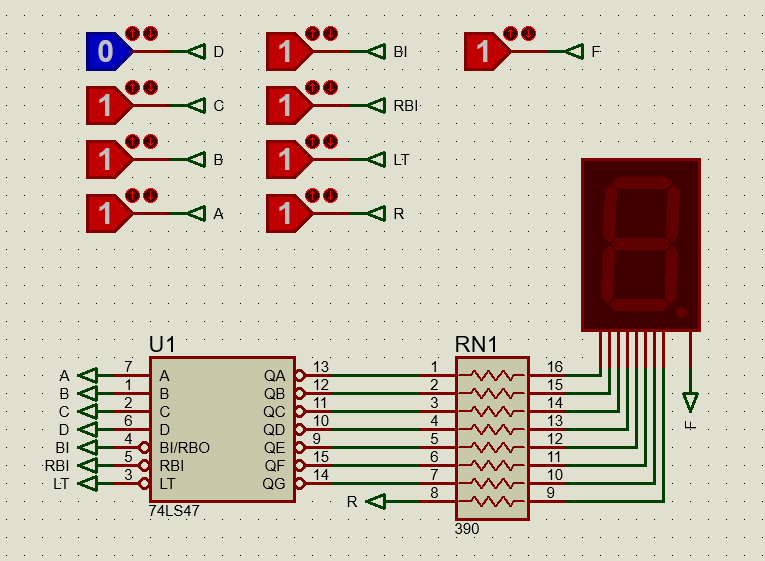 0 D 1 BI 1 F
1 C 1 RBI
1 B 1 LT
1 A 1 R
U1 RN1
A 7 A QA 13 1 16
B 1 B QB 12 2 15
C 2 C QC 11 3 14
D 6 D QD 10 4 13
BI 4 BI/RBO QE 9 5 12
RBI 5 RBI QF 15 6 11
LT 3 LT QG 14 7 10
R 8 9
74LS47
390
F